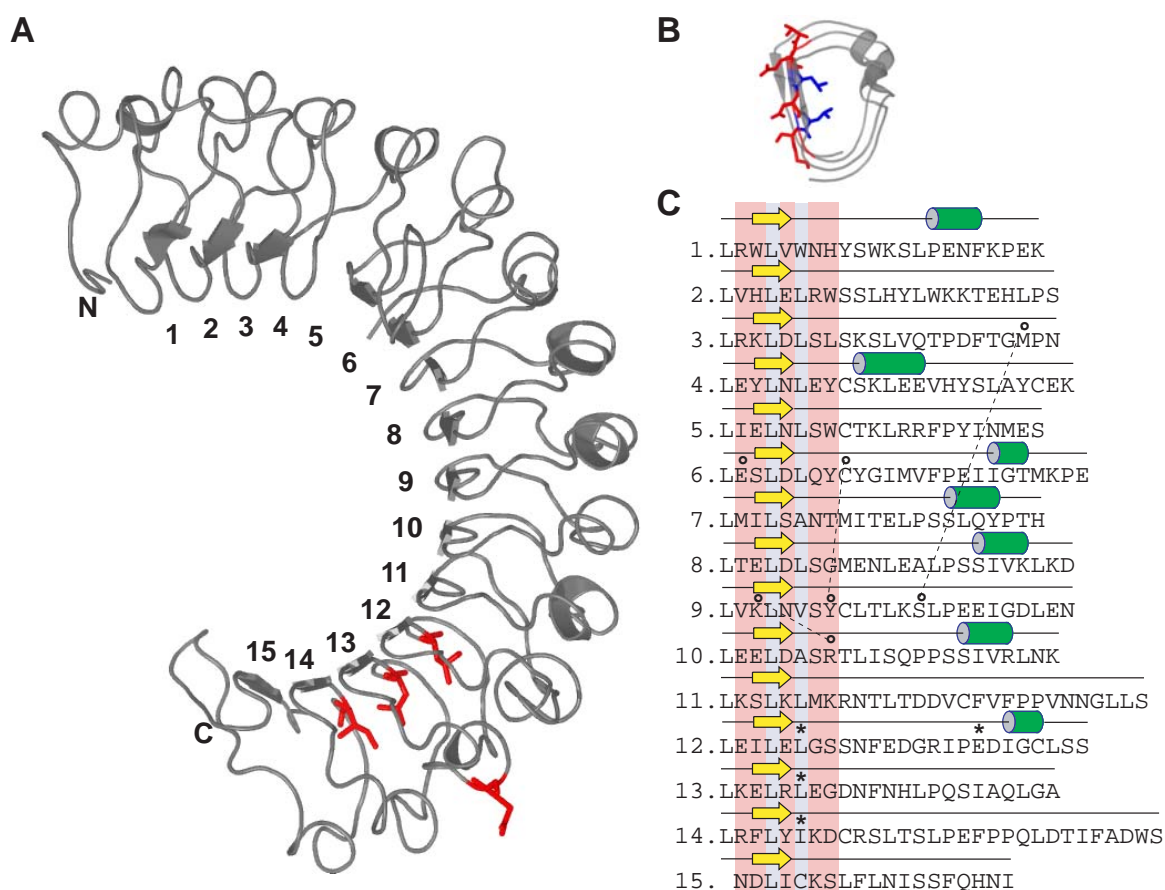 A
N
1
2
3
4
5
6
7
8
9
10
11
12
13
14
15
C
B
C
1. LRWLVWNHYSWKSLPENFKPEK
2. LVHLELRWSSLHYLWKKTEHLPS
3. LRKLDLSLSKSLVQTPDFTGMPN
4. LEYLNLEYCSKLEEVHYSLAYCEK
5. LIELNLSWCTKLRRFPYINMES
6. LESLDLQYCYGIMVFPEIIGTMKPE
7. LMILSANTMITELPSSLQYPTH
8. LTELDLSGMENLEALPSSIVKLKD
9. LVKLNVSYCLTLKSLPEEIGDLEN
10. LEELDASRTLISQPPSSIVRLNK
11. LKSLKLMKRNTLTDDVCFVFPPVNNGLLS
12. LEILELGSSNFEDGRIPEDIGCLSS
13. LKELRLEGDNFNHLPQSIAQLGA
14. LRFLYIKDCRSLTSLPEFPPQLDTIFADWS
15. NDLICKSLFLNISSFQHNI